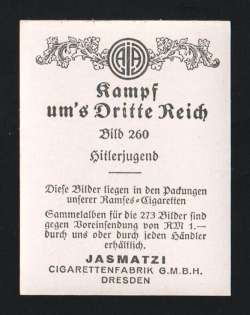 AJA
Kampf
um's Dritte Reich
Bild 260
Hitlerjugend
Diese Bilder liegen in den Packungen
unserer Ramses-Cigaretten
Sammelalben für die 273 Bilder sind
gegen Voreinsendung von RM 1.—
durch uns oder durch jeden Händler
erhältlich.
JASMATZI
CIGARETTENFABRIK G.M.B.H.
DRESDEN